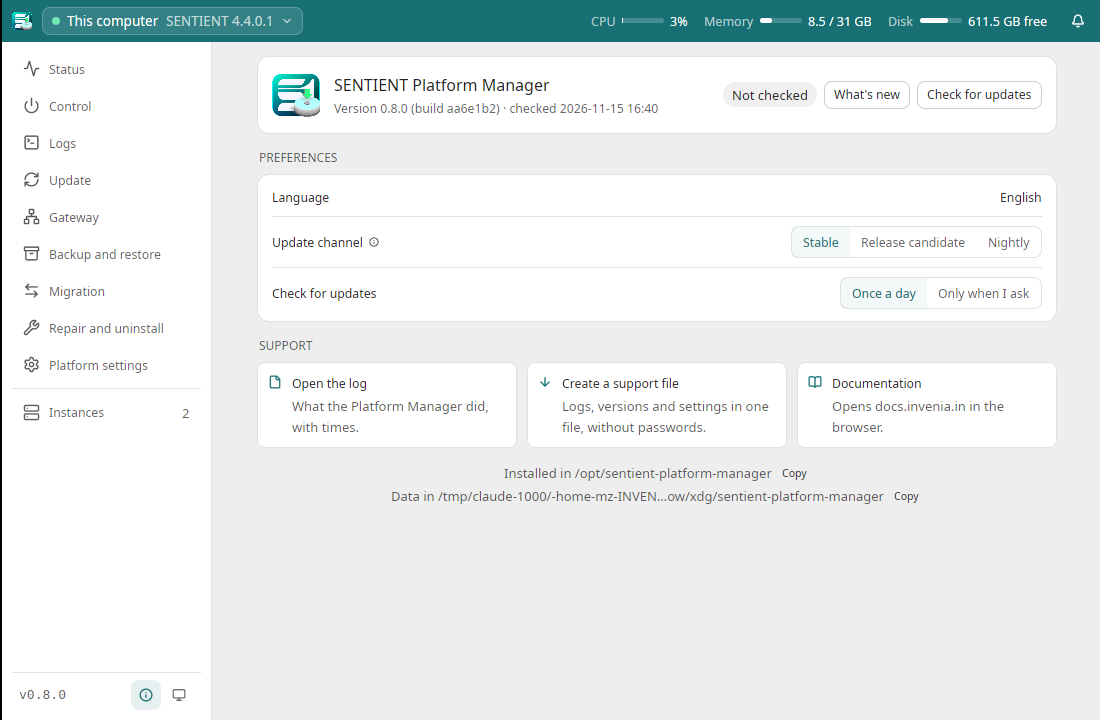 This computer SENTIENT 4.4.0.1
CPU 3% Memory 8.5 / 31 GB Disk 611.5 GB free
Status
Control
Logs
Update
Gateway
Backup and restore
Migration
Repair and uninstall
Platform settings
Instances 2
v0.8.0
SENTIENT Platform Manager
Version 0.8.0 (build aa6e1b2) · checked 2026-11-15 16:40
Not checked What's new Check for updates
PREFERENCES
Language English
Update channel Stable Release candidate Nightly
Check for updates Once a day Only when I ask
SUPPORT
Open the log
What the Platform Manager did,
with times.
Create a support file
Logs, versions and settings in one
file, without passwords.
Documentation
Opens docs.invenia.in in the
browser.
Installed in /opt/sentient-platform-manager Copy
Data in /tmp/claude-1000/-home-mz-INVEN...ow/xdg/sentient-platform-manager Copy